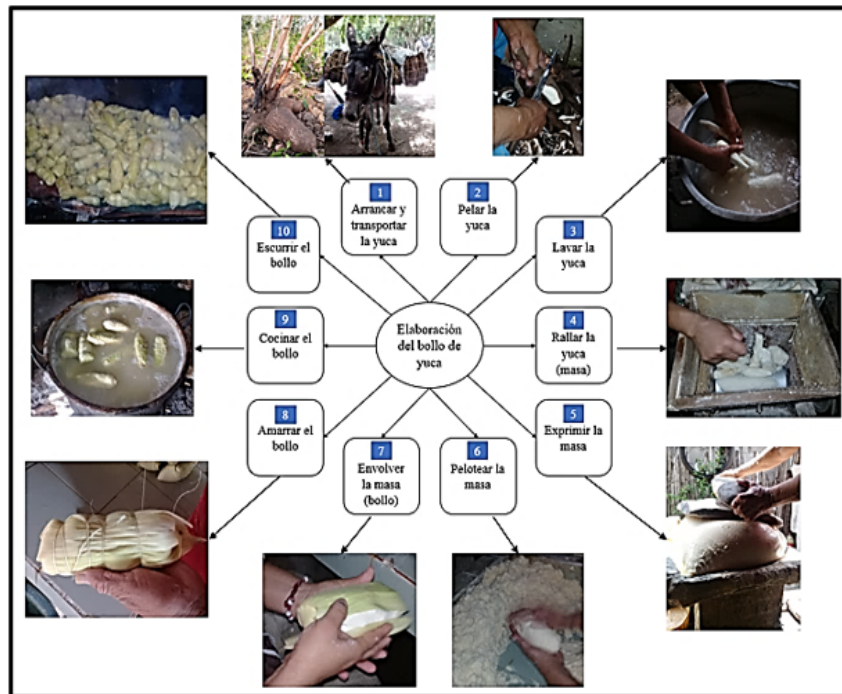 Elaboración
del bollo de
yuca
1
Arrancar y
transportar
la yuca
2
Pelar la
yuca
3
Lavar la
yuca
4
Rallar la
yuca
(masa)
5
Exprimir la
masa
6
Pelotear la
masa
7
Envolver
la masa
(bollo)
8
Amarrar el
bollo
9
Cocinar el
bollo
10
Escurrir el
bollo